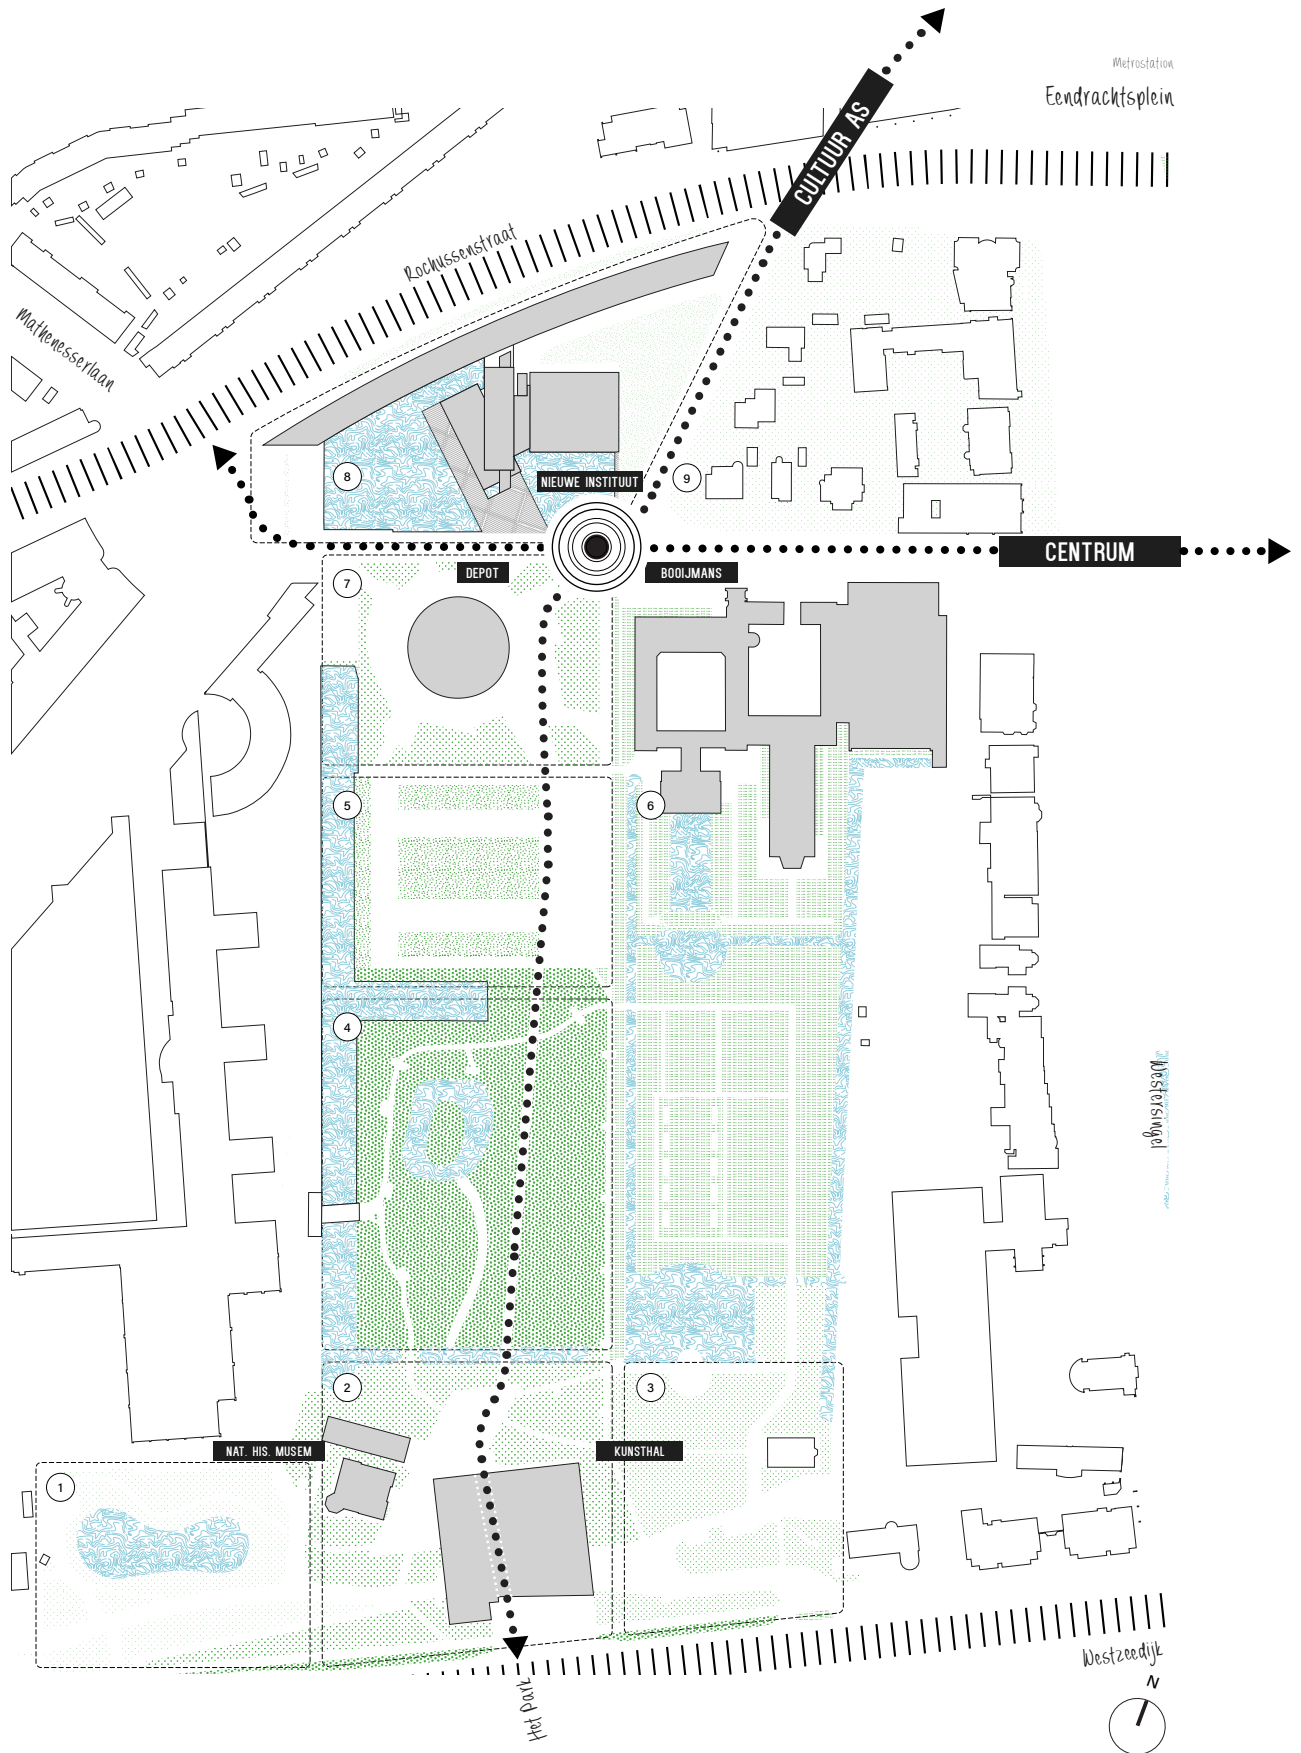 Metrostation
Eendrachtsplein
CULTUUR AS
Rochussenstraat
Mathenesserlaan
8
NIEUWE INSTITUUT
9
CENTRUM
7
DEPOT
BOOIJMANS
5
6
4
Westersingel
2
3
NAT. HIS. MUSEM
KUNSTHAL
1
Westzeedijk
Het Park
N